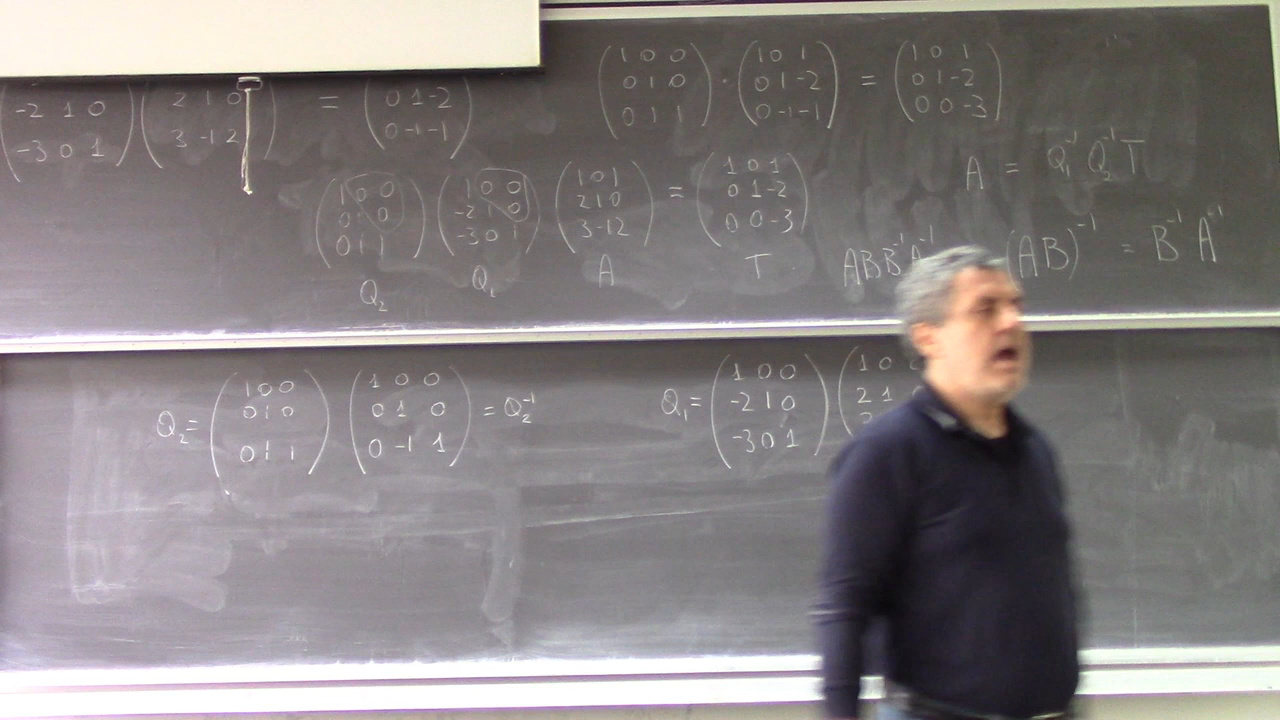 (1 0 0) (1 0 1) (1 0 1)
(0 1 0) · (0 1 -2) = (0 1 -2)
(0 1 1) (0 -1 -1) (0 0 -3)
(-2 1 0) (2 1 0) = (0 1 -2)
(-3 0 1) (3 -1 2) (0 -1 -1)
(1 0 0) (1 0 0) (1 0 1) (1 0 1)
(0 1 0) (-2 1 0) (2 1 0) = (0 1 -2)
(0 1 1) (-3 0 1) (3 -1 2) (0 0 -3)
Q₂ Q₁ A T
A = Q₁⁻¹ Q₂⁻¹ T
ABB⁻¹A⁻¹ (AB)⁻¹ = B⁻¹ A⁻¹
(1 0 0) (1 0 0)
Q₂ = (0 1 0) (0 1 0) = Q₂⁻¹
(0 1 1) (0 -1 1)
(1 0 0) (1 0
Q₁ = (-2 1 0) (2 1
(-3 0 1)